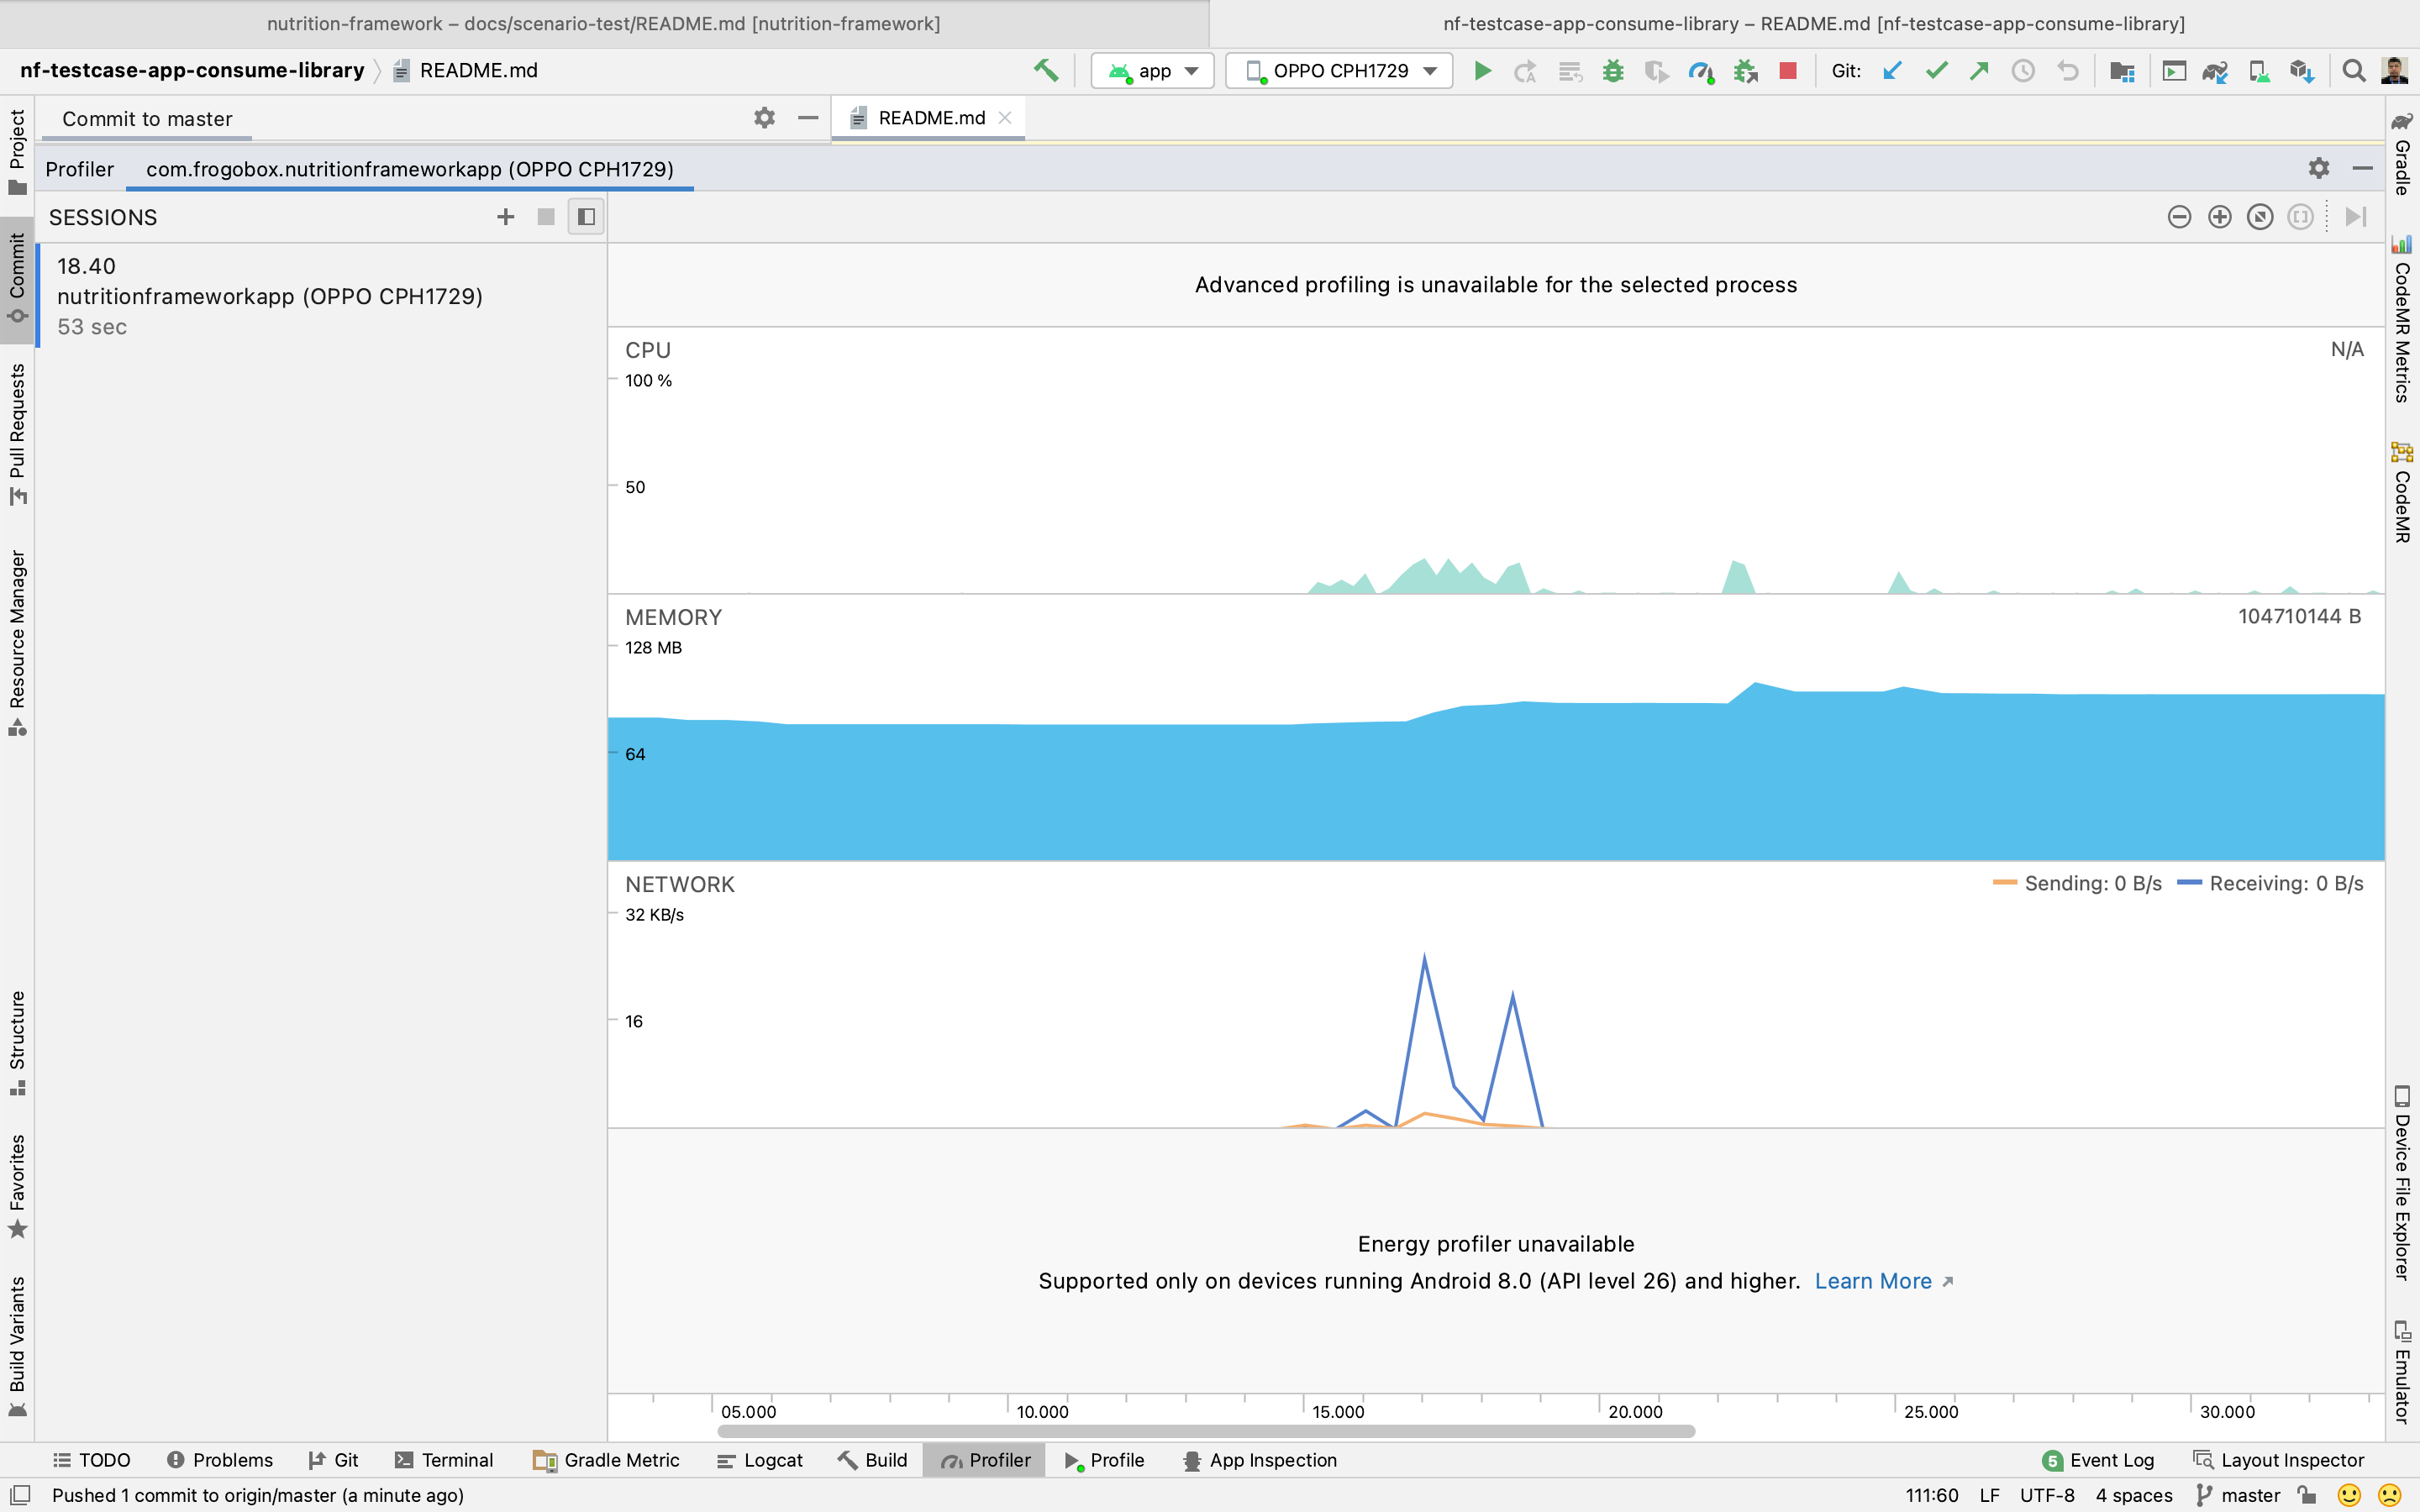 nutrition-framework – docs/scenario-test/README.md [nutrition-framework]
nf-testcase-app-consume-library – README.md [nf-testcase-app-consume-library]
nf-testcase-app-consume-library
README.md
app
OPPO CPH1729
Git:
Project
Commit
Pull Requests
Resource Manager
Structure
Favorites
Build Variants
Commit to master
README.md
Profiler
com.frogobox.nutritionframeworkapp (OPPO CPH1729)
SESSIONS
18.40
nutritionframeworkapp (OPPO CPH1729)
53 sec
Advanced profiling is unavailable for the selected process
CPU
N/A
100 %
50
MEMORY
104710144 B
128 MB
64
NETWORK
Sending: 0 B/s
Receiving: 0 B/s
32 KB/s
16
Energy profiler unavailable
Supported only on devices running Android 8.0 (API level 26) and higher. Learn More
05.000
10.000
15.000
20.000
25.000
30.000
Gradle
CodeMR Metrics
CodeMR
Device File Explorer
Emulator
TODO
Problems
Git
Terminal
Gradle Metric
Logcat
Build
Profiler
Profile
App Inspection
5
Event Log
Layout Inspector
Pushed 1 commit to origin/master (a minute ago)
111:60
LF
UTF-8
4 spaces
master